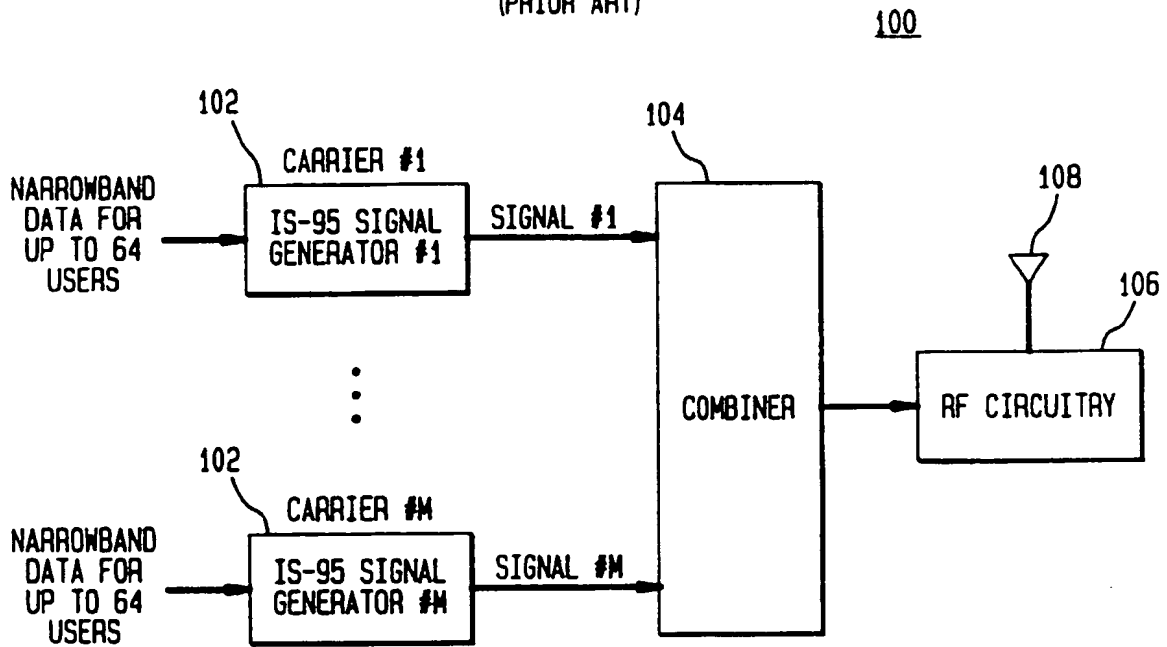 (PRIOR ART)
100
102
CARRIER #1
NARROWBAND
DATA FOR
UP TO 64
USERS
IS-95 SIGNAL
GENERATOR #1
SIGNAL #1
104
COMBINER
108
106
RF CIRCUITRY
102
CARRIER #M
NARROWBAND
DATA FOR
UP TO 64
USERS
IS-95 SIGNAL
GENERATOR #M
SIGNAL #M